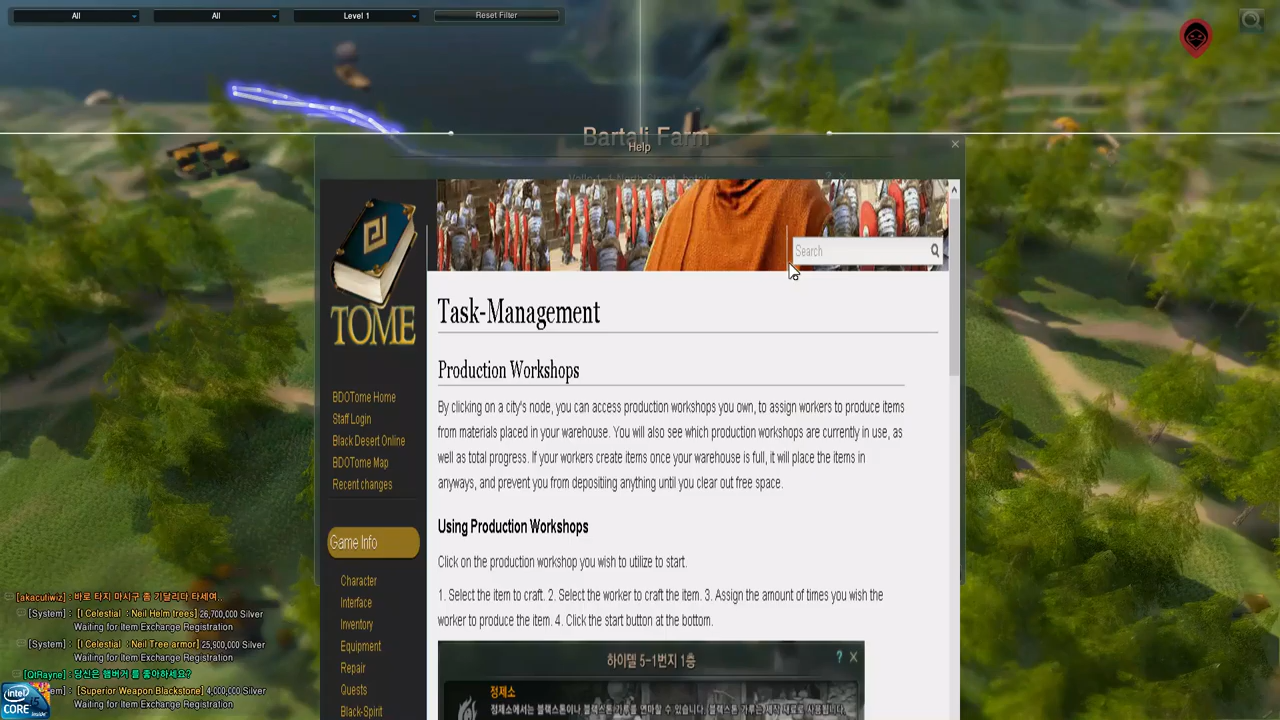 All
All
Level 1
Reset Filter
Bartali Farm
Help
TOME
Search
Task-Management
Production Workshops
By clicking on a city's node, you can access production workshops you own, to assign workers to produce items
from materials placed in your warehouse. You will also see which production workshops are currently in use, as
well as total progress. If your workers create items once your warehouse is full, it will place the items in
anyways, and prevent you from depositiing anything until you clear out free space.
Using Production Workshops
Click on the production workshop you wish to utilize to start.
1. Select the item to craft. 2. Select the worker to craft the item. 3. Assign the amount of times you wish the
worker to produce the item. 4. Click the start button at the bottom.
하이델 5-1번지 1층
?
정제소
BDOTome Home
Staff Login
Black Desert Online
BDOTome Map
Recent changes
Game Info
Character
Interface
Inventory
Equipment
Repair
Quests
Black-Spirit
[akacutiwiz] : 바로 타지 마시구 좀 기달리다 타세여..
[System] : [I Celestial : Neil Helm trees] 26,700,000 Silver
Waiting for Item Exchange Registration
[System] : [I Celestial : Neil Tree armor] 25,900,000 Silver
Waiting for Item Exchange Registration
[QIRayne] : 당신은 햄버거 를 좋아하세요?
[Superior Weapon Blackstone] 4,000,000 Silver
Waiting for Item Exchange Registration
intel
CORE
inside